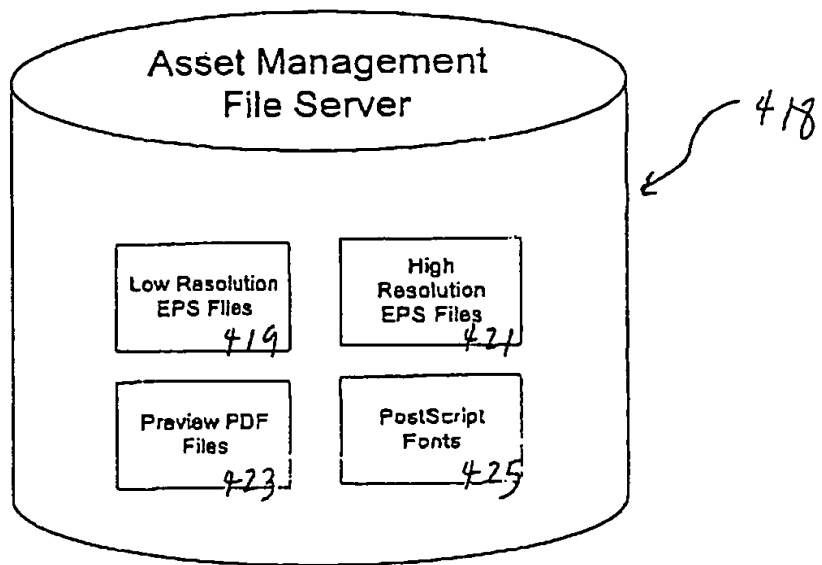 Asset Management
File Server
418
Low Resolution
EPS Files
419
High
Resolution
EPS Files
421
Preview PDF
Files
423
PostScript
Fonts
425